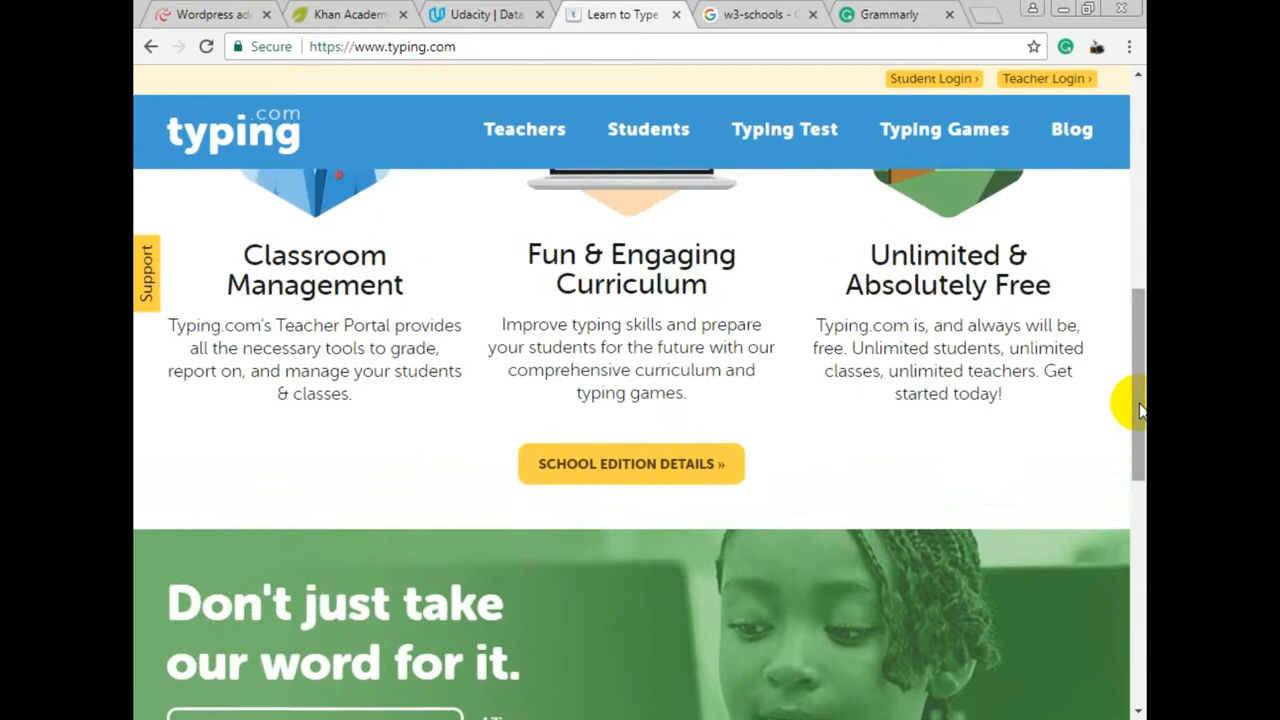 Wordpress ad
Khan Academ
Udacity | Data
Learn to Type
w3-schools - G
Grammarly
Secure
https://www.typing.com
Student Login ›
Teacher Login ›
typing.com
Teachers
Students
Typing Test
Typing Games
Blog
Support
Classroom
Management
Typing.com's Teacher Portal provides
all the necessary tools to grade,
report on, and manage your students
& classes.
Fun & Engaging
Curriculum
Improve typing skills and prepare
your students for the future with our
comprehensive curriculum and
typing games.
Unlimited &
Absolutely Free
Typing.com is, and always will be,
free. Unlimited students, unlimited
classes, unlimited teachers. Get
started today!
SCHOOL EDITION DETAILS »
Don't just take
our word for it.